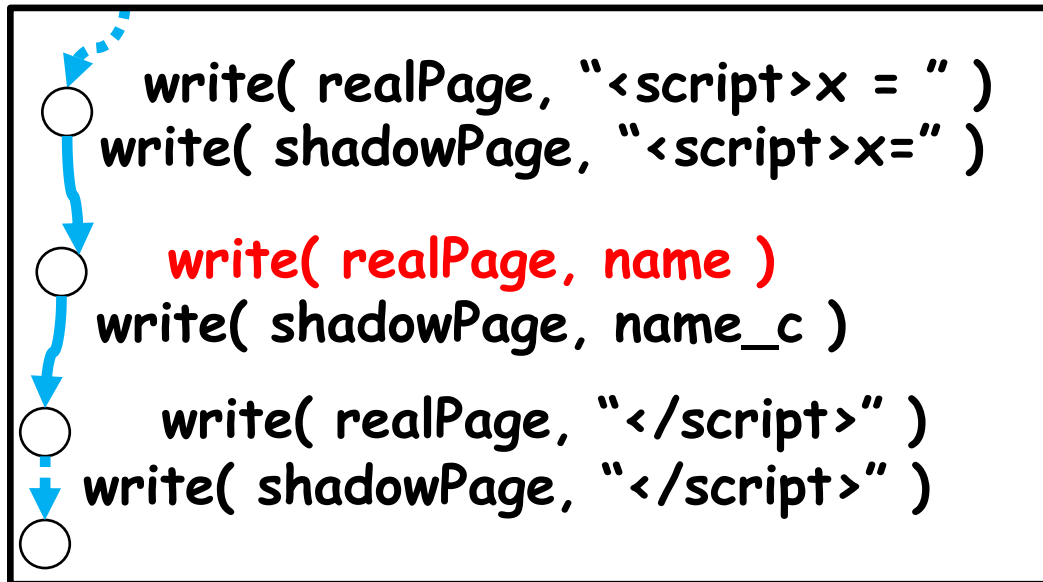 write( realPage, “<script>x = ” )
write( shadowPage, “<script>x=” )
write( realPage, name )
write( shadowPage, name_c )
write( realPage, “</script>” )
write( shadowPage, “</script>” )